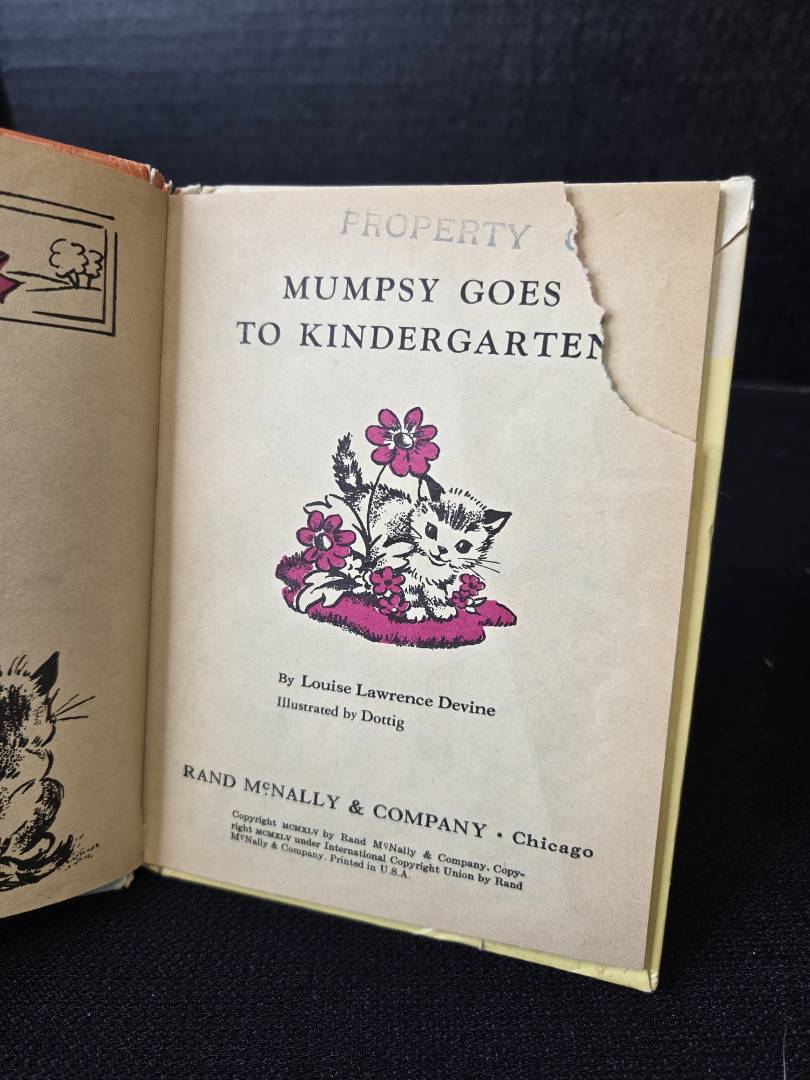 PROPERTY
MUMPSY GOES
TO KINDERGARTEN
By Louise Lawrence Devine
Illustrated by Dottig
RAND McNALLY & COMPANY • Chicago
Copyright MCMXLV by Rand McNally & Company. Copy-
right MCMXLV under International Copyright Union by Rand
McNally & Company. Printed in U.S.A.